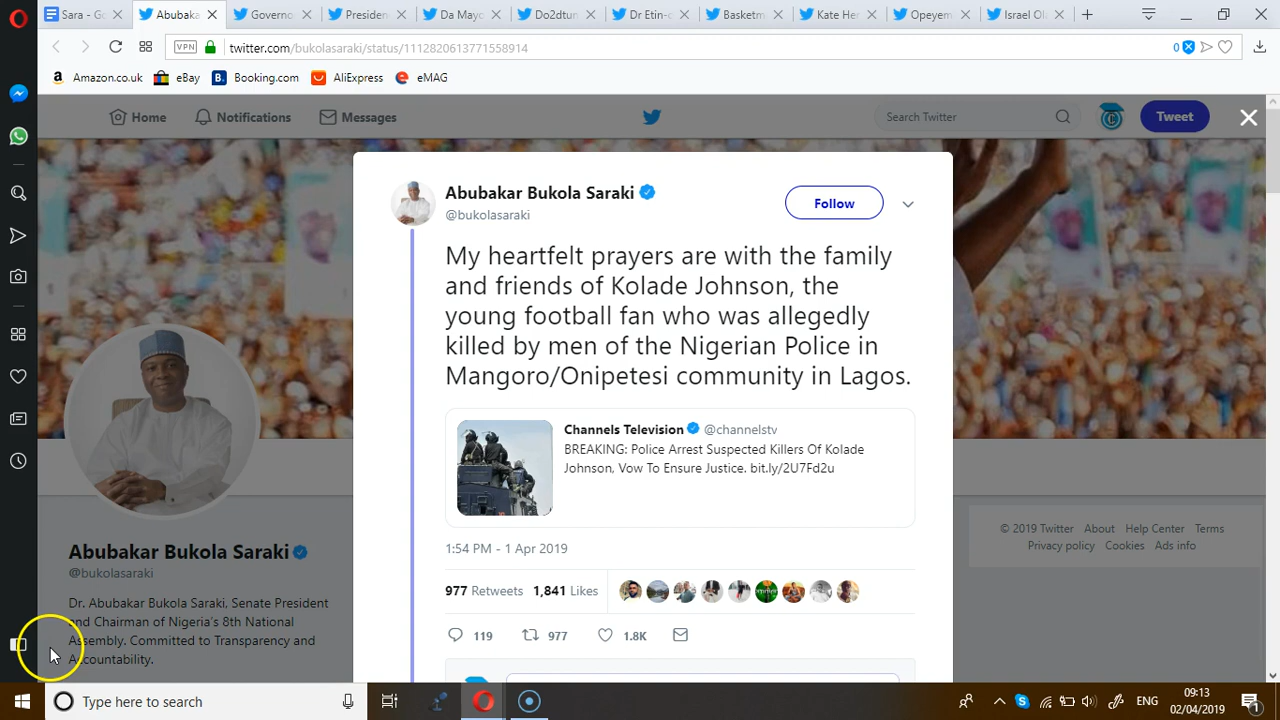 Sara - Go
Abubaka
Governo
Presiden
Da Mayo
Do2dtun
Dr Etin-
Basketm
Kate He
Opeyem
Israel Ol
VPN
twitter.com/bukolasaraki/status/1112820613771558914
0
Amazon.co.uk
eBay
B.
Booking.com
AliExpress
eMAG
Home
Notifications
Messages
Search Twitter
Tweet
Abubakar Bukola Saraki
@bukolasaraki
Follow
My heartfelt prayers are with the family
and friends of Kolade Johnson, the
young football fan who was allegedly
killed by men of the Nigerian Police in
Mangoro/Onipetesi community in Lagos.
Channels Television @channelstv
BREAKING: Police Arrest Suspected Killers Of Kolade
Johnson, Vow To Ensure Justice. bit.ly/2U7Fd2u
1:54 PM - 1 Apr 2019
977 Retweets 1,841 Likes
119 977 1.8K
Abubakar Bukola Saraki
@bukolasaraki
Dr. Abubakar Bukola Saraki, Senate President
and Chairman of Nigeria's 8th National
Assembly. Committed to Transparency and
Accountability.
© 2019 Twitter About Help Center Terms
Privacy policy Cookies Ads info
Type here to search
ENG
09:13
02/04/2019
1